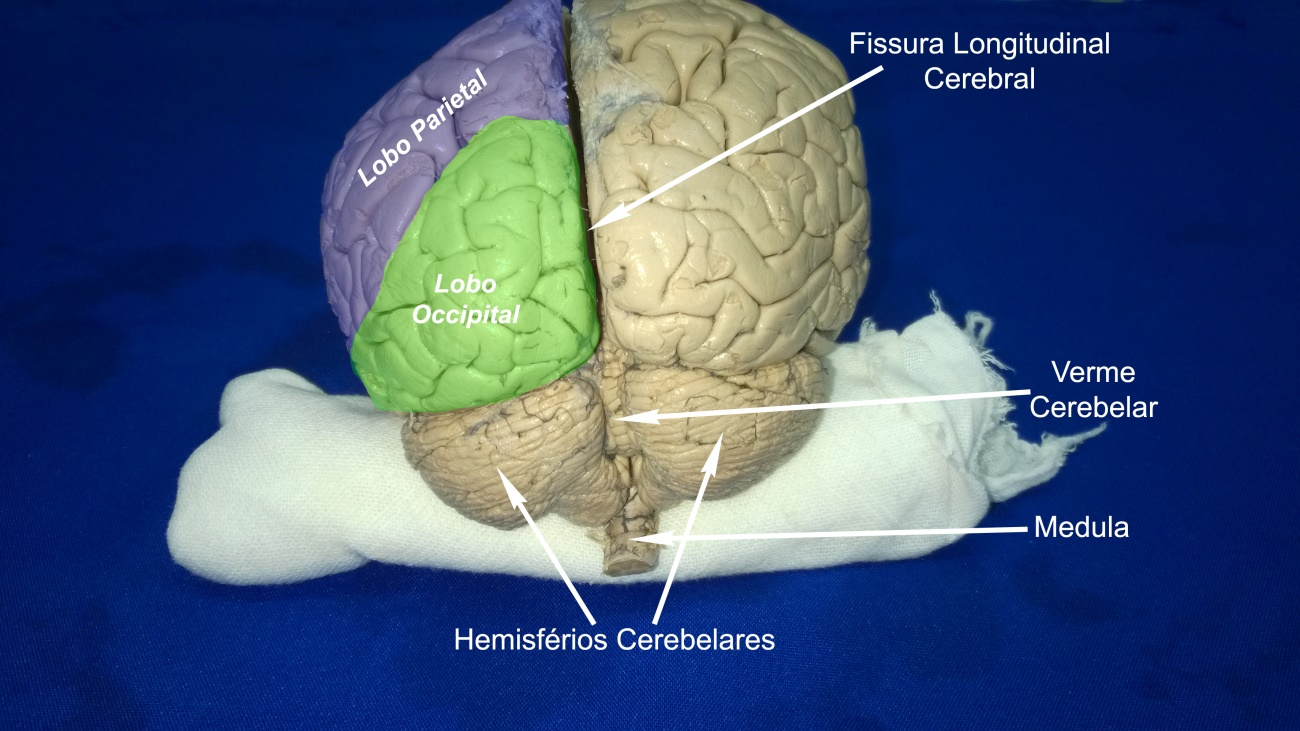 Fissura Longitudinal
Cerebral
Lobo Parietal
Lobo
Occipital
Verme
Cerebelar
Medula
Hemisférios Cerebelares